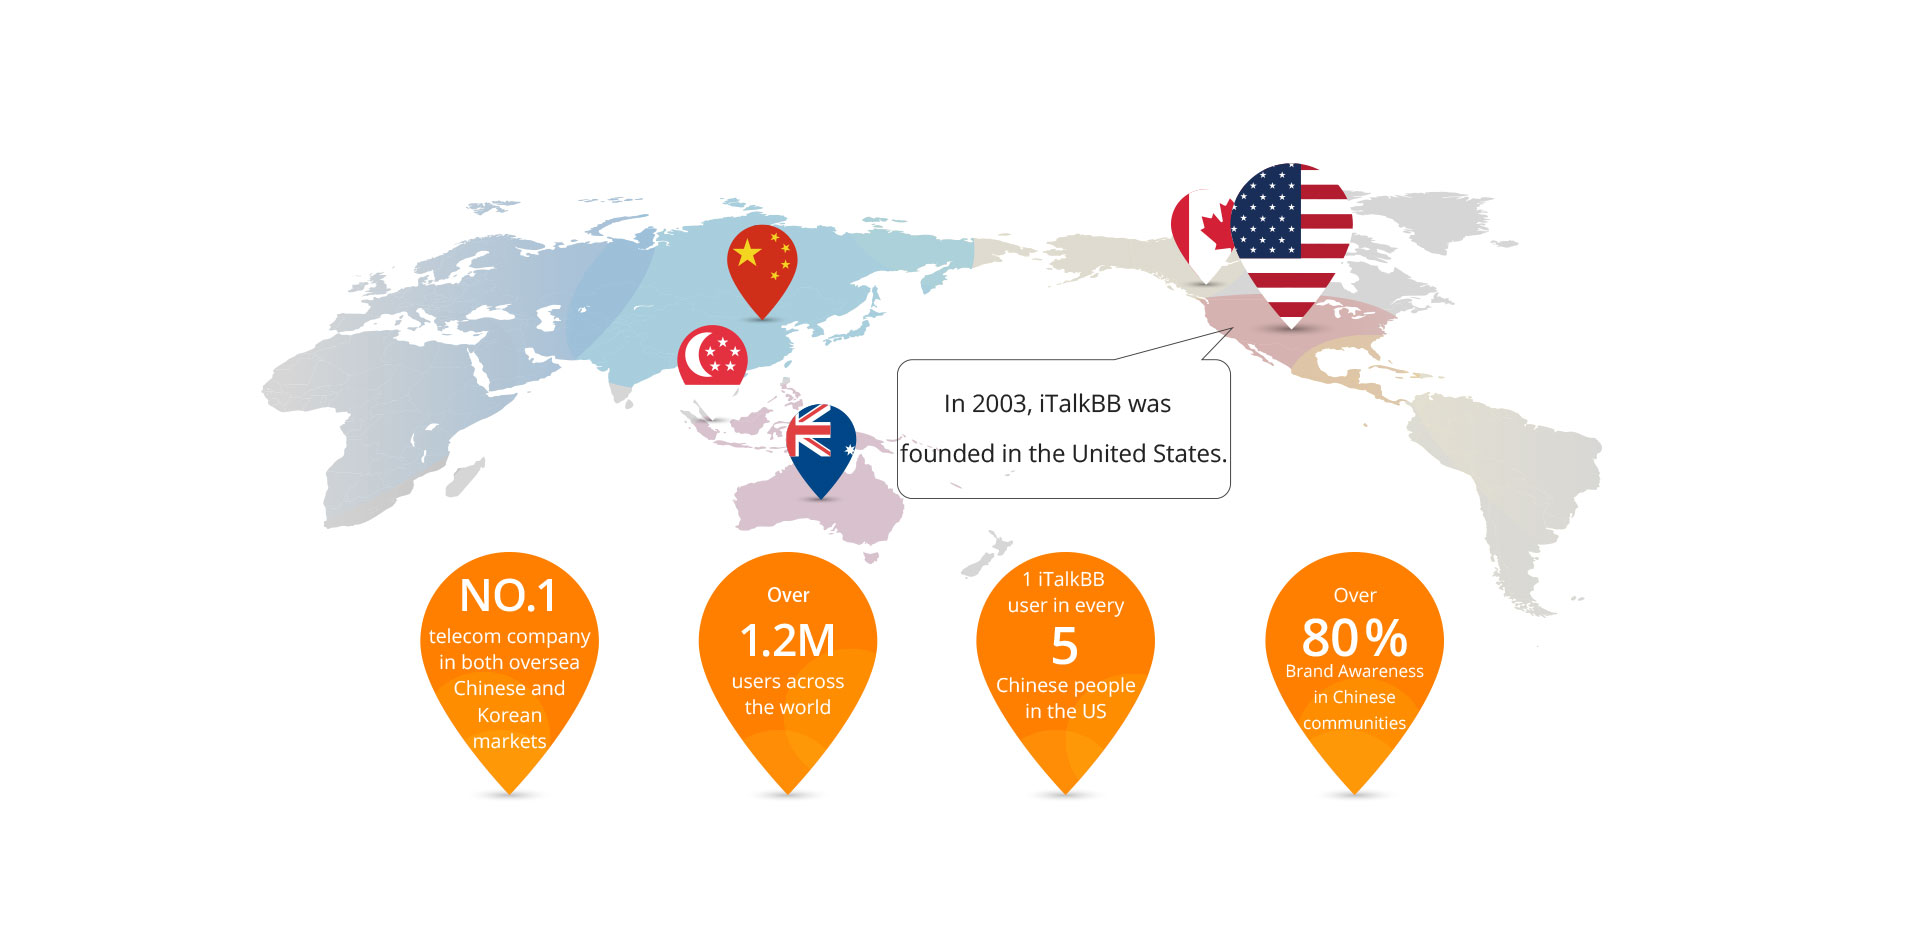 In 2003, iTalkBB was
founded in the United States.
NO.1
telecom company
in both oversea
Chinese and
Korean
markets
Over
1.2M
users across
the world
1 iTalkBB
user in every
5
Chinese people
in the US
Over
80%
Brand Awareness
in Chinese
communities